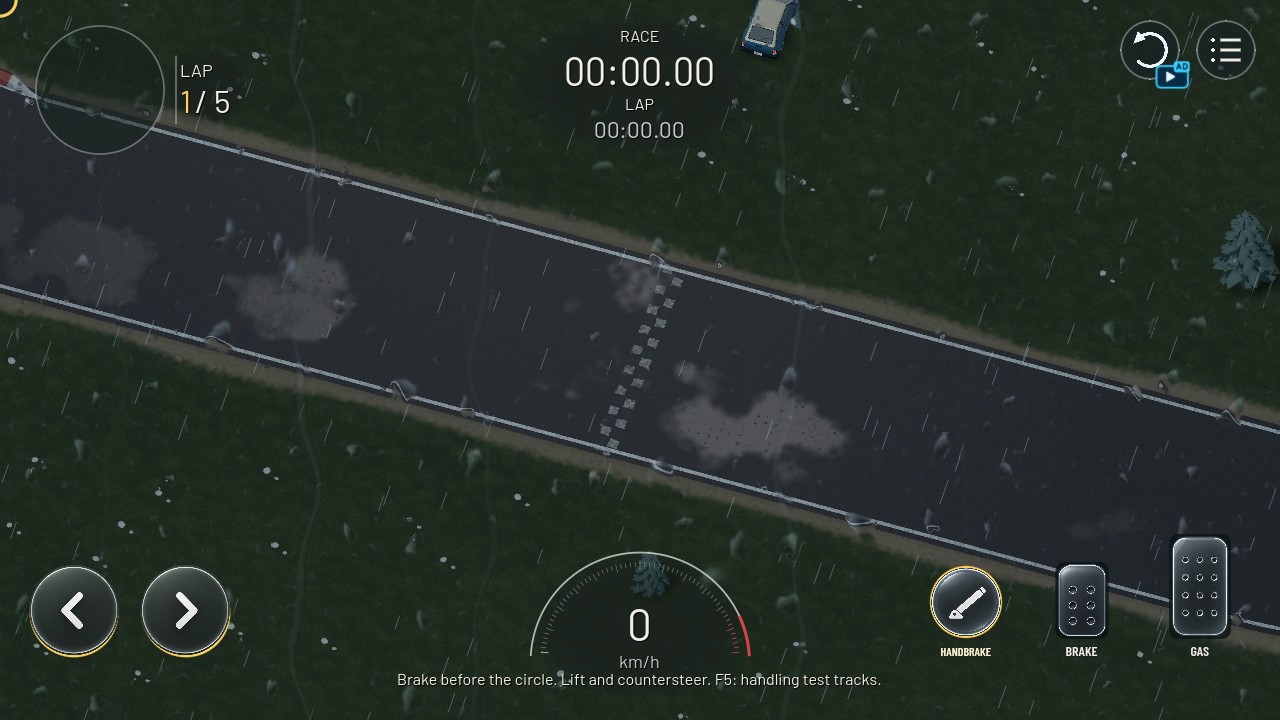 RACE
00:00.00
LAP
00:00.00
LAP
1/ 5
AD
0
km/h
HANDBRAKE
BRAKE
GAS
Brake before the circle. Lift and countersteer. F5: handling test tracks.